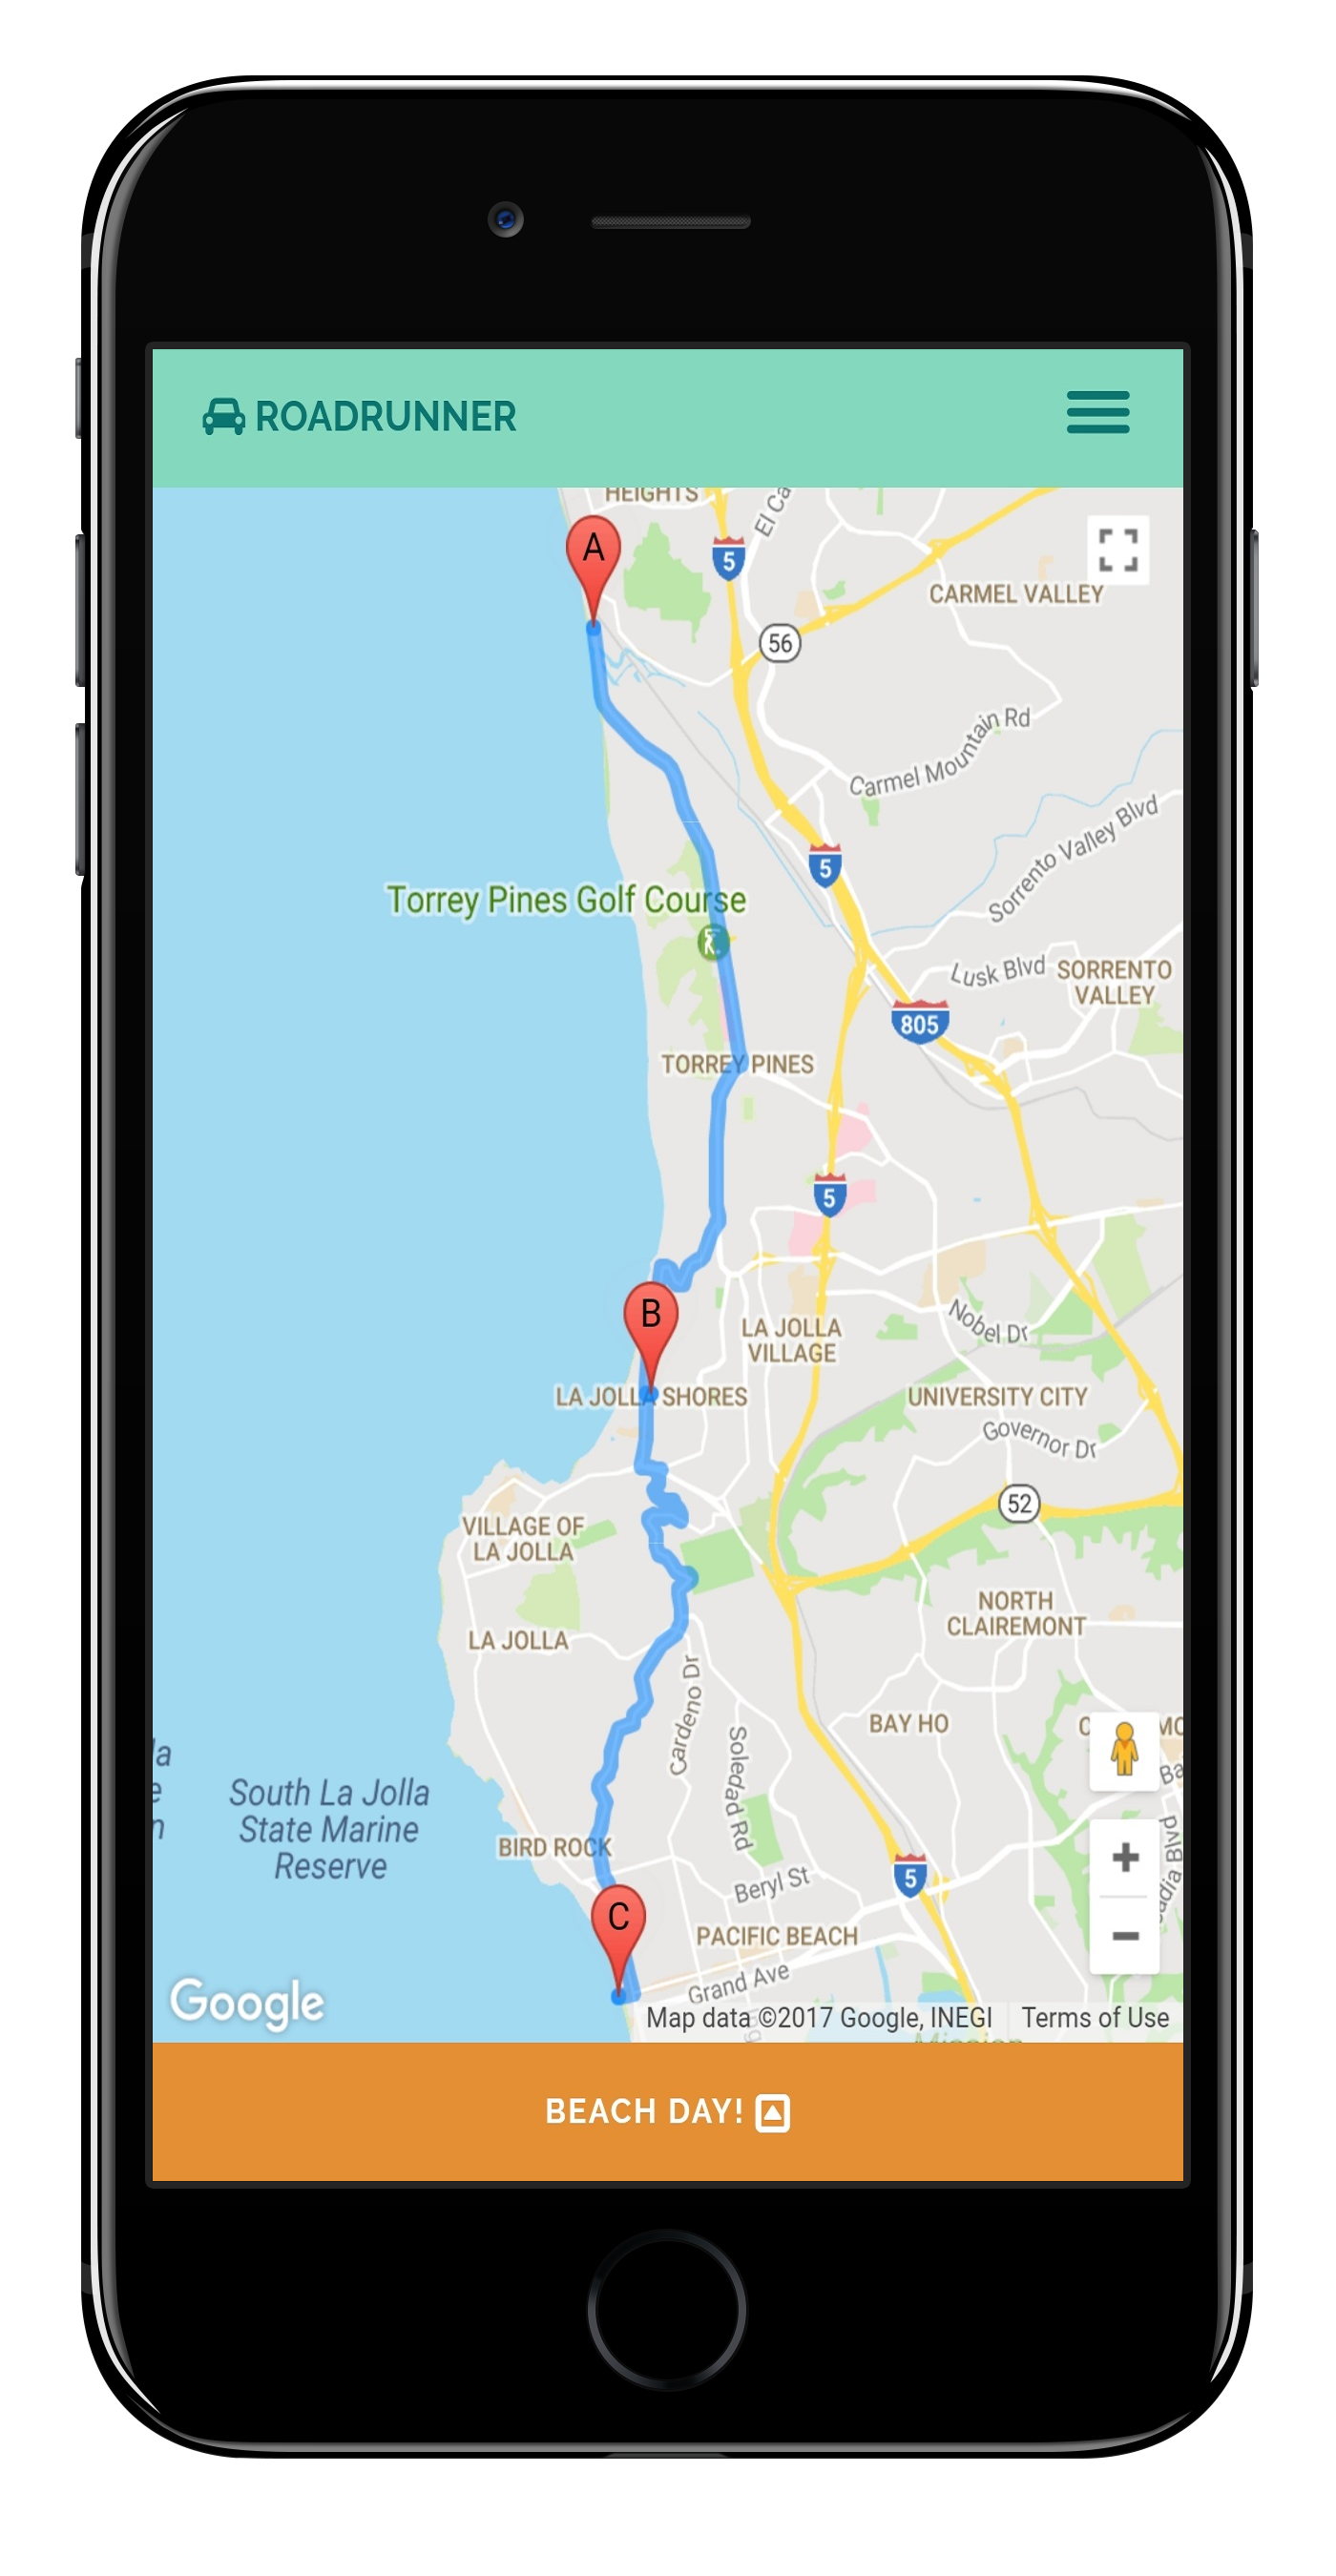 ROADRUNNER
HEIGHTS
El Ca
A
5
CARMEL VALLEY
56
Carmel Mountain Rd
Sorrento Valley Blvd
5
Torrey Pines Golf Course
Lusk Blvd
SORRENTO
VALLEY
805
TORREY PINES
5
B
LA JOLLA
VILLAGE
Nobel Dr
LA JOLLA SHORES
UNIVERSITY CITY
Governor Dr
52
VILLAGE OF
LA JOLLA
NORTH
CLAIREMONT
LA JOLLA
Cardeno Dr
Soledad Rd
BAY HO
la
e
n
South La Jolla
State Marine
Reserve
BIRD ROCK
Beryl St
5
C
PACIFIC BEACH
Grand Ave
Google
Map data ©2017 Google, INEGI
Terms of Use
BEACH DAY!